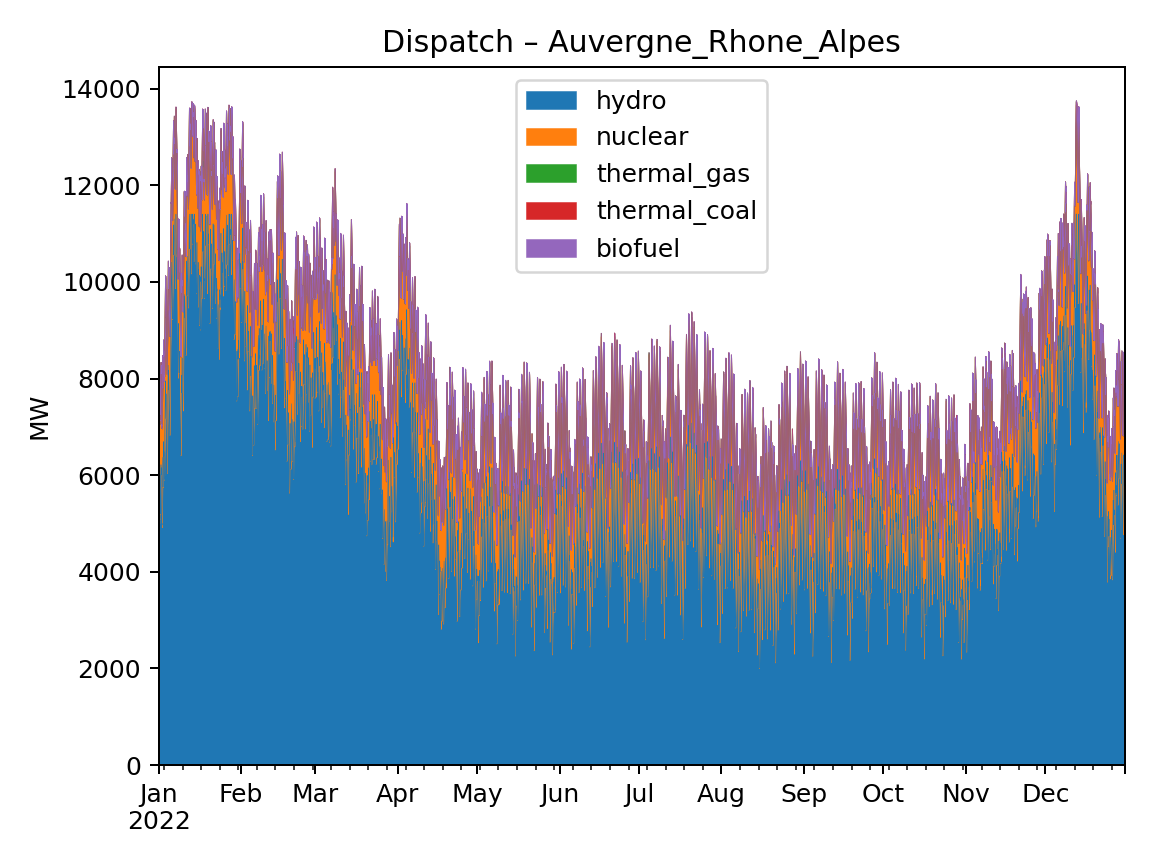 Dispatch – Auvergne_Rhone_Alpes
hydro
nuclear
thermal_gas
thermal_coal
biofuel
MW
14000
12000
10000
8000
6000
4000
2000
0
Jan Feb Mar Apr May Jun Jul Aug Sep Oct Nov Dec
2022